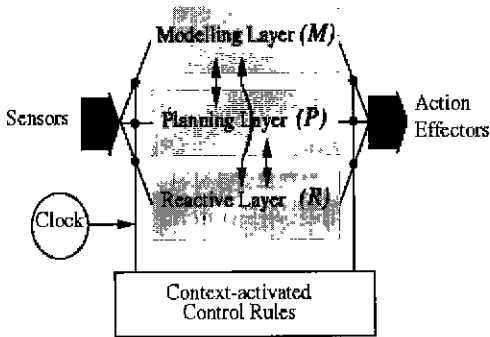 Modelling Layer (M)
Sensors
Planning Layer (P)
Action
Effectors
Reactive Layer (R)
Clock
Context-activated
Control Rules